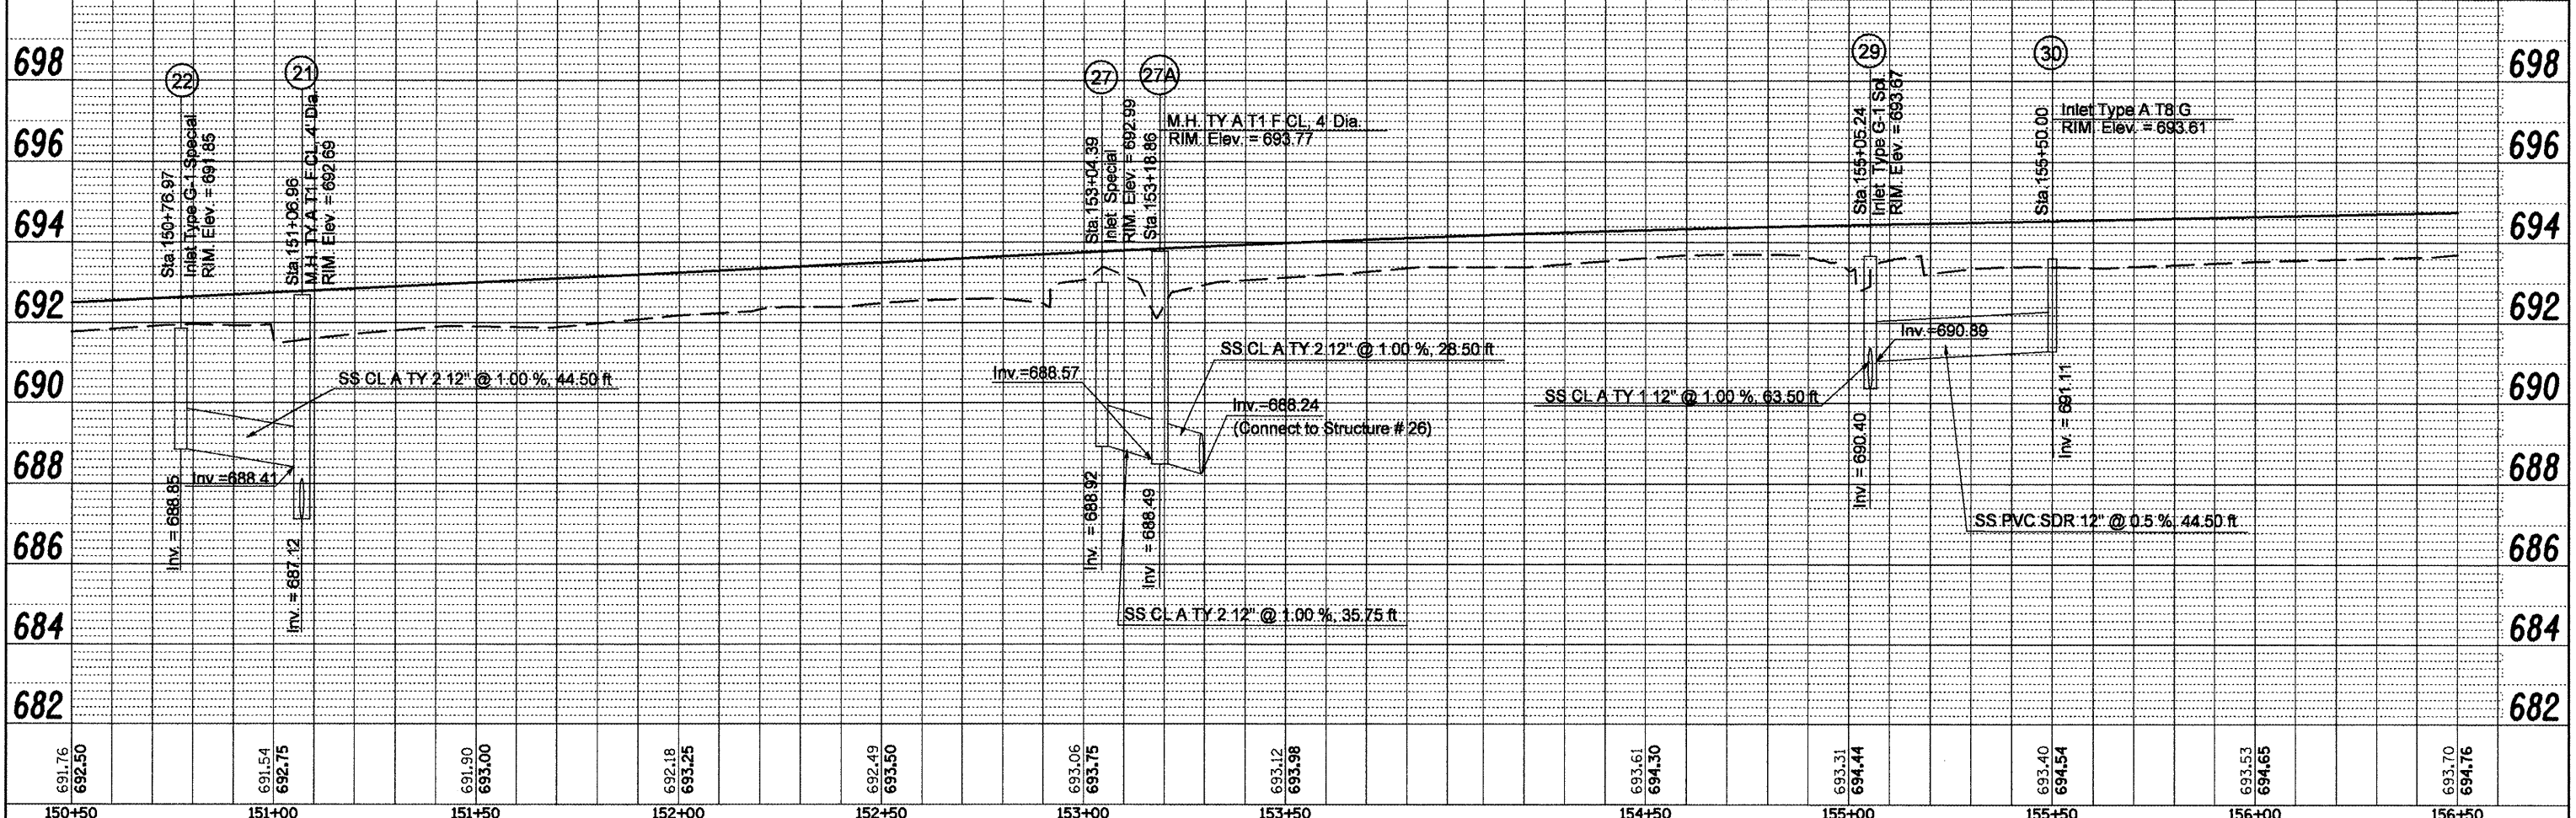 698
696
694
692
690
688
686
684
682
22
Sta.150+76.97
Inlet Type G-1 Special
RIM. Elev. = 691.85
21
Sta.151+06.96
M.H. TY A T1 F CL, 4' Dia.
RIM. Elev. = 692.69
27
Sta.153+04.39
Inlet Special
RIM. Elev. = 692.99
27A
Sta.153+18.86
M.H. TY A T1 F CL, 4' Dia.
RIM. Elev. = 693.77
29
Sta.155+05.24
Inlet Type G-1 Spl.
RIM. Elev. = 693.67
30
Sta.155+50.00
Inlet Type A T8 G
RIM. Elev. = 693.61
698
696
694
692
690
688
686
684
682
SS CL A TY 2 12" @ 1.00 %, 44.50 ft
Inv.=688.41
Inv. = 688.85
Inv. = 687.12
Inv.=688.57
SS CL A TY 2 12" @ 1.00 %, 28.50 ft
Inv.=688.24
(Connect to Structure # 26)
Inv. = 688.92
Inv. = 688.49
SS CL A TY 2 12" @ 1.00 %, 35.75 ft
Inv.=690.89
SS CL A TY 1 12" @ 1.00 %, 63.50 ft
Inv. = 690.40
Inv. = 691.11
SS PVC SDR 12" @ 0.5 %, 44.50 ft
691.76
692.50
691.54
692.75
691.90
693.00
692.18
693.25
692.49
693.50
693.06
693.75
693.12
693.98
693.61
694.30
693.31
694.44
693.40
694.54
693.53
694.65
693.70
694.76
150+50
151+00
151+50
152+00
152+50
153+00
153+50
154+50
155+00
155+50
156+00
156+50